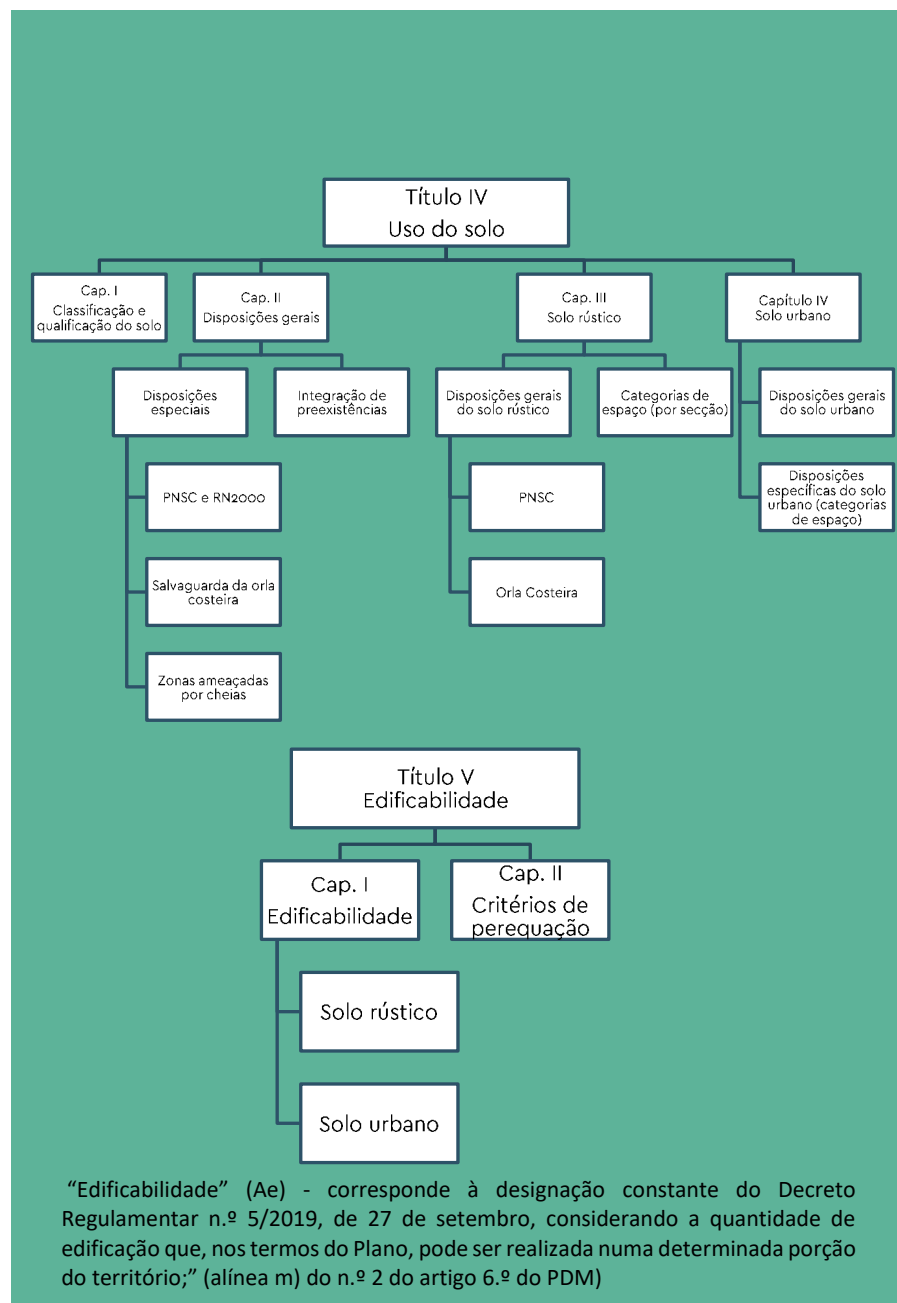 Título IV
Uso do solo
Cap. I
Classificação e
qualificação do solo
Cap. II
Disposições gerais
Cap. III
Solo rústico
Capítulo IV
Solo urbano
Disposições
especiais
Integração de
preexistências
Disposições gerais
do solo rústico
Categorias de
espaço (por secção)
Disposições gerais
do solo urbano
PNSC e RN2000
PNSC
Disposições
específicas do solo
urbano (categorias
de espaço)
Salvaguarda da orla
costeira
Orla Costeira
Zonas ameaçadas
por cheias
Título V
Edificabilidade
Cap. I
Edificabilidade
Cap. II
Critérios de
perequação
Solo rústico
Solo urbano
“Edificabilidade” (Ae) - corresponde à designação constante do Decreto
Regulamentar n.º 5/2019, de 27 de setembro, considerando a quantidade de
edificação que, nos termos do Plano, pode ser realizada numa determinada porção
do território;” (alínea m) do n.º 2 do artigo 6.º do PDM)